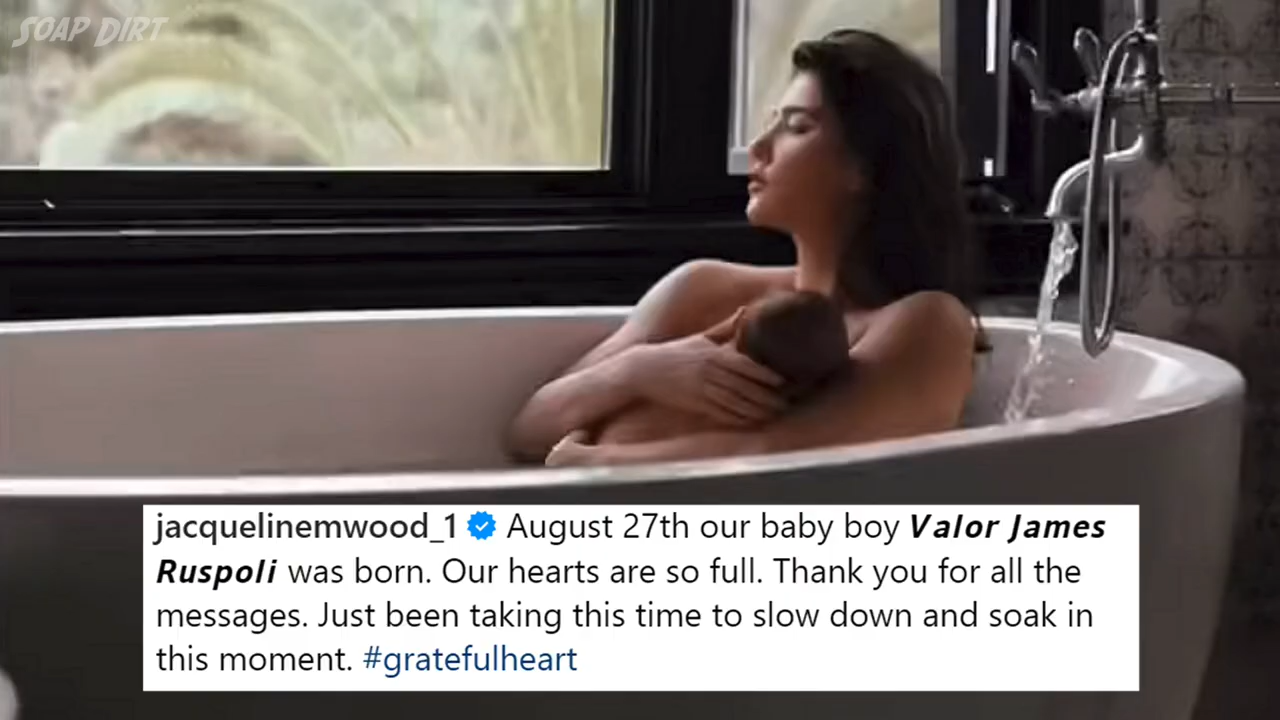 SOAP DIRT
jacquelinemwood_1 August 27th our baby boy Valor James
Ruspoli was born. Our hearts are so full. Thank you for all the
messages. Just been taking this time to slow down and soak in
this moment. #gratefulheart